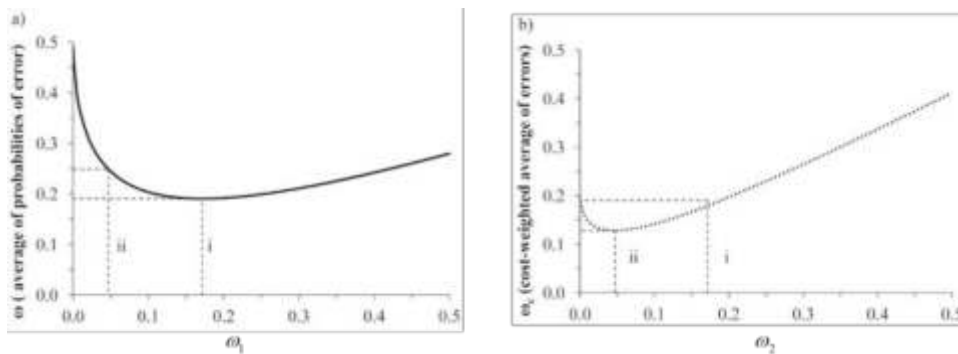 a)
ω ( average of probabilities of error)
0.5
0.4
0.3
0.2
0.1
0.0
ii
i
0.0 0.1 0.2 0.3 0.4 0.5
ω1
b)
ωc (cost-weighted average of errors)
0.5
0.4
0.3
0.2
0.1
0.0
ii
i
0.0 0.1 0.2 0.3 0.4 0.5
ω2